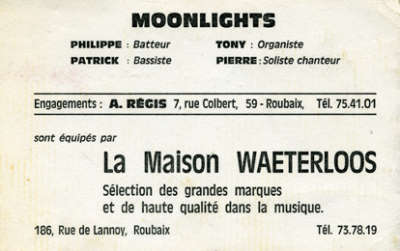 MOONLIGHTS
PHILIPPE : Batteur TONY : Organiste
PATRICK : Bassiste PIERRE : Soliste chanteur
Engagements : A. RÉGIS 7, rue Colbert, 59 - Roubaix, Tél. 75.41.01
sont équipés par
La Maison WAETERLOOS
Sélection des grandes marques
et de haute qualité dans la musique.
186, Rue de Lannoy, Roubaix Tél. 73.78.19